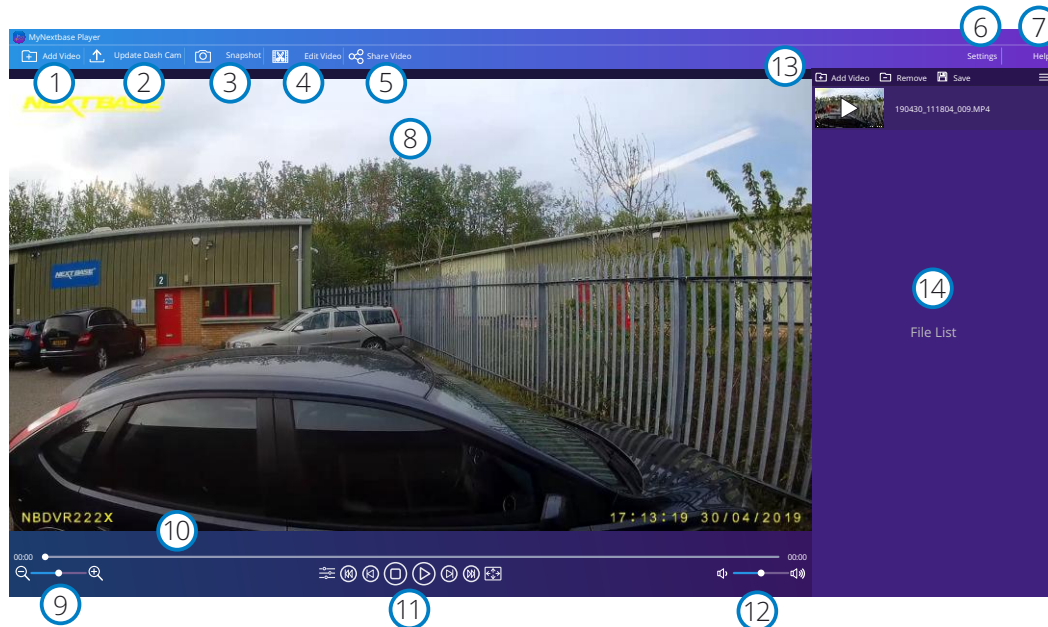 MyNextbase Player
Add Video Update Dash Cam Snapshot Edit Video Share Video Settings Help
1 2 3 4 5 6 7
13
Add Video Remove Save
NEXTBASE
190430_111804_009.MP4
8
NEXTBASE
2
14
File List
NBDVR222X 17:13:19 30/04/2019
10
00:00 00:00
9 11 12